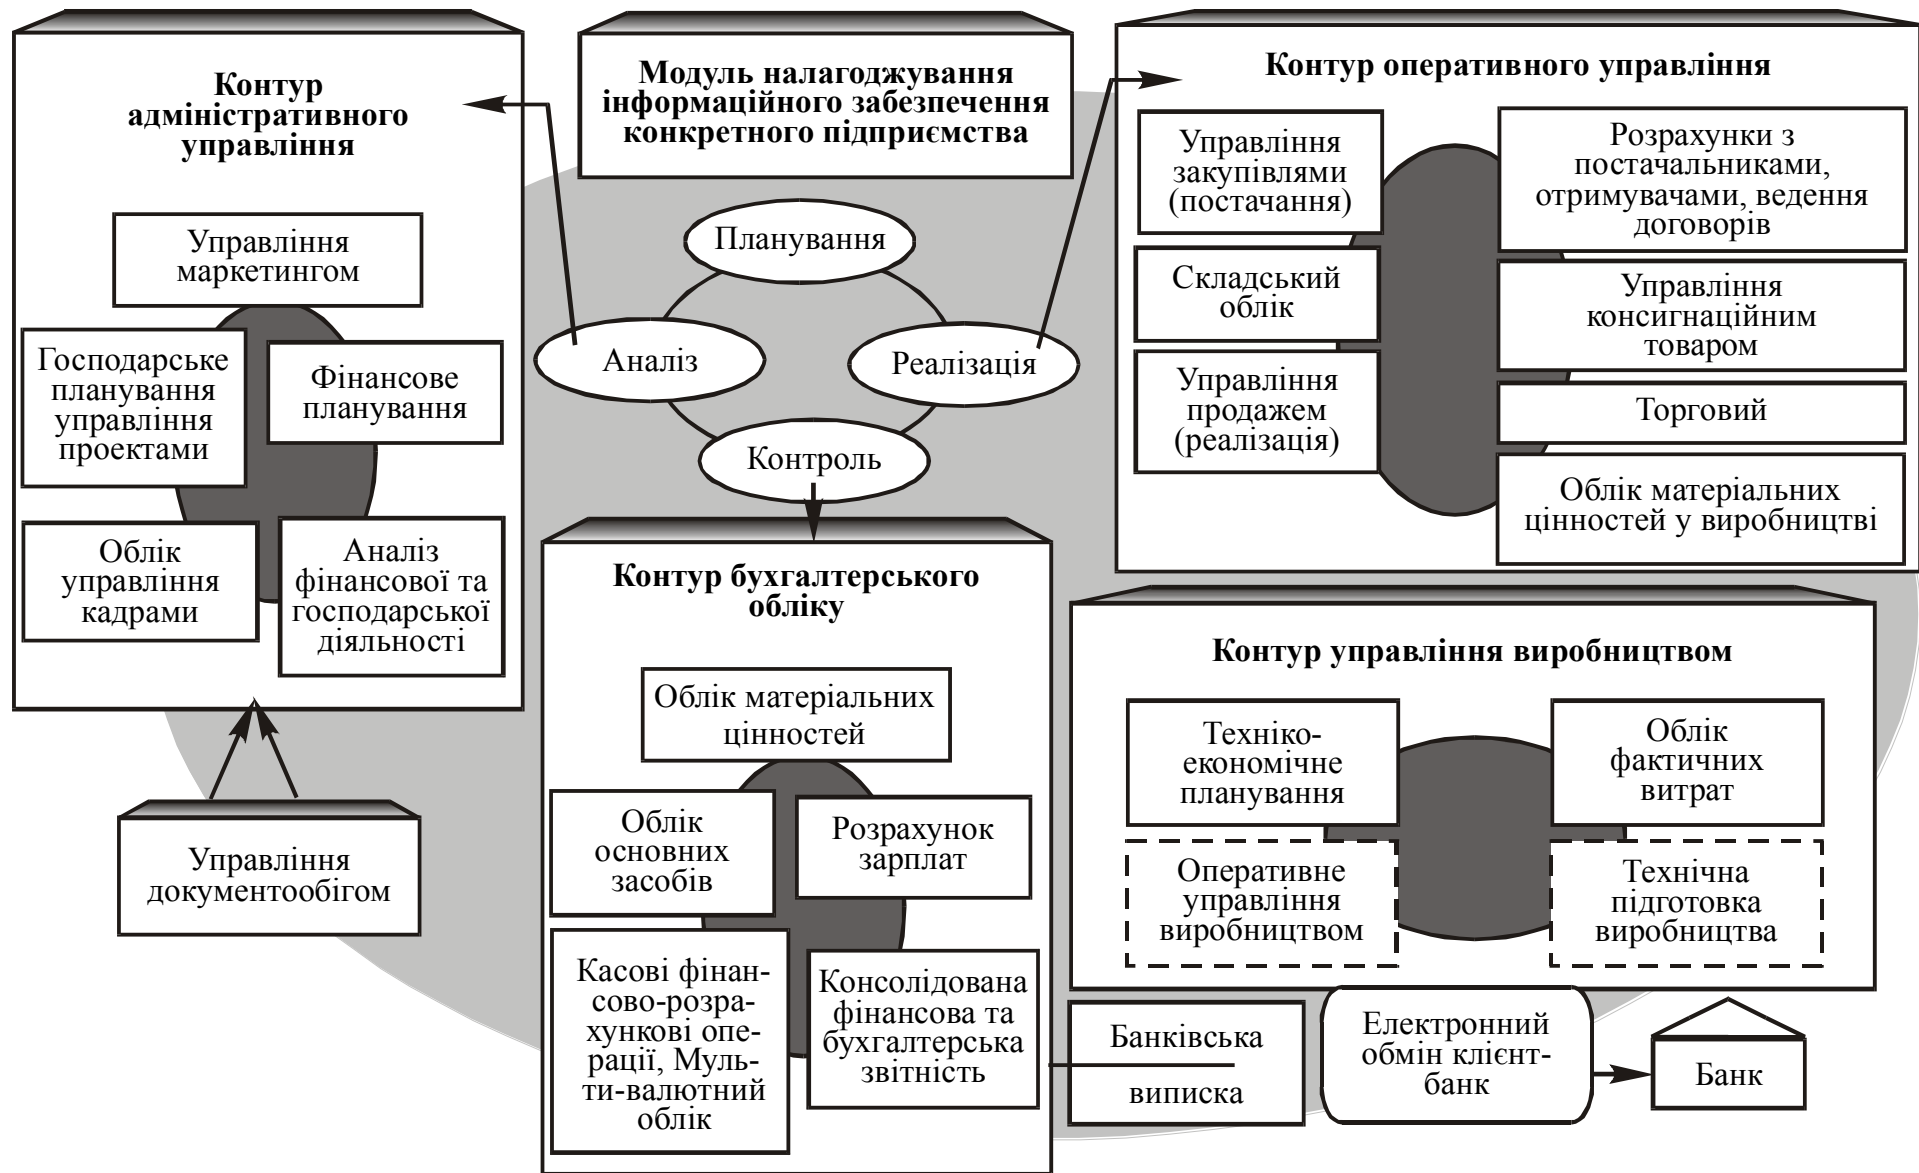 Контур
адміністративного
управління
Управління
маркетингом
Господарське
планування
управління
проектами
Фінансове
планування
Облік
управління
кадрами
Аналіз
фінансової та
господарської
діяльності
Управління
документообігом
Модуль налагоджування
інформаційного забезпечення
конкретного підприємства
Планування
Аналіз
Реалізація
Контроль
Контур оперативного управління
Управління
закупівлями
(постачання)
Складський
облік
Управління
продажем
(реалізація)
Розрахунки з
постачальниками,
отримувачами, ведення
договорів
Управління
консигнаційним
товаром
Торговий
Облік матеріальних
цінностей у виробництві
Контур бухгалтерського
обліку
Облік матеріальних
цінностей
Облік
основних
засобів
Розрахунок
зарплат
Касові фінан-
сово-розра-
хункові опе-
рації, Муль-
ти-валютний
облік
Консолідована
фінансова та
бухгалтерська
звітність
Контур управління виробництвом
Техніко-
економічне
планування
Облік
фактичних
витрат
Оперативне
управління
виробництвом
Технічна
підготовка
виробництва
Банківська
виписка
Електронний
обмін клієнт-
банк
Банк